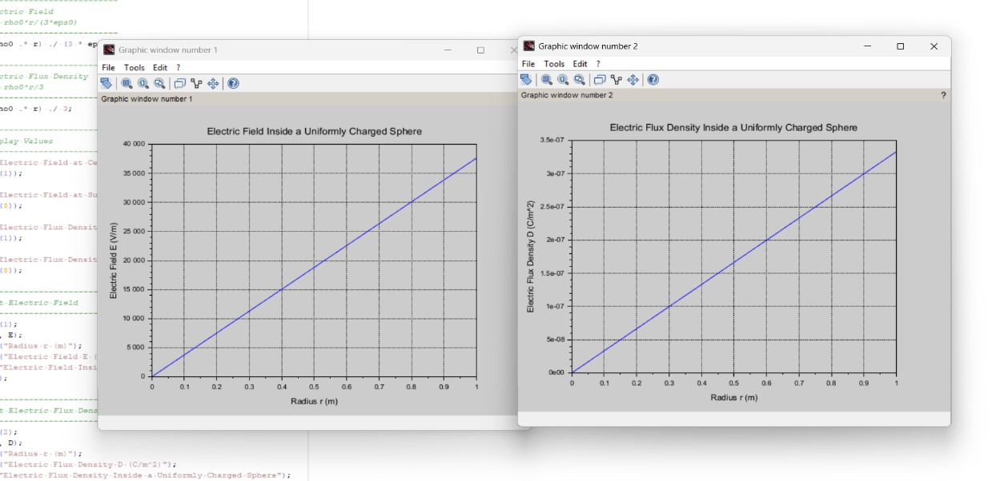 ctric Field
rho0*r/(3*eps0)
ho0 .* r) ./ (3 * ep
ctric Flux Density
rho0*r/3
ho0 .* r) ./ 3;
play Values
Electric Field at Ce
(1));
Electric Field at Su
($));
Electric Flux Densit
(1));
Electric Flux Densit
($));
t Electric Field
(1);
, E);
("Radius r (m)");
("Electric Field E (
"Electric Field Insi
);
t Electric Flux Dens
(2);
, D);
("Radius r (m)");
("Electric Flux Density D (C/m^2)");
"Electric Flux Density Inside a Uniformly Charged Sphere");
Graphic window number 1
File Tools Edit ?
Graphic window number 1
Electric Field Inside a Uniformly Charged Sphere
40 000
35 000
30 000
25 000
20 000
15 000
10 000
5 000
0
Electric Field E (V/m)
0 0.1 0.2 0.3 0.4 0.5 0.6 0.7 0.8 0.9 1
Radius r (m)
Graphic window number 2
File Tools Edit ?
Graphic window number 2 ?
Electric Flux Density Inside a Uniformly Charged Sphere
3.5e-07
3e-07
2.5e-07
2e-07
1.5e-07
1e-07
5e-08
0e00
Electric Flux Density D (C/m^2)
0 0.1 0.2 0.3 0.4 0.5 0.6 0.7 0.8 0.9 1
Radius r (m)